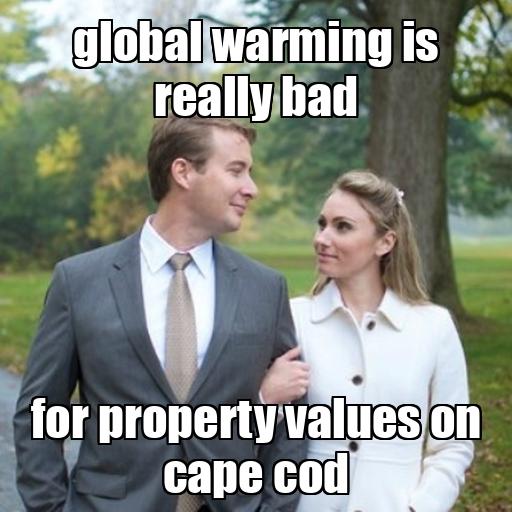 global warming is
really bad
for property values on
cape cod